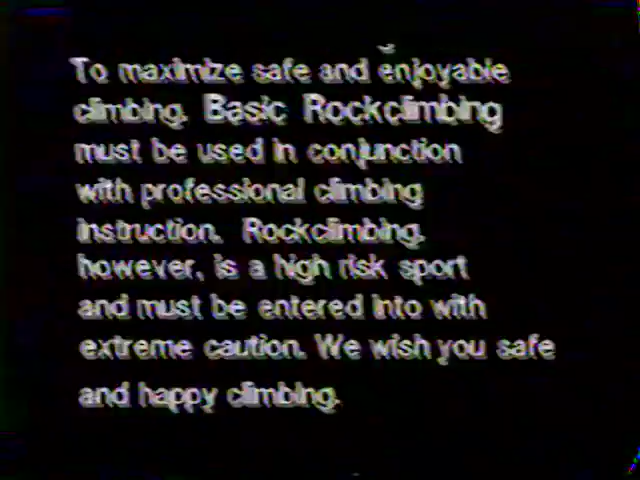 To maximize safe and enjoyable
climbing, Basic Rockclimbing
must be used in conjunction
with professional climbing
instruction. Rockclimbing,
however, is a high risk sport
and must be entered into with
extreme caution. We wish you safe
and happy climbing.